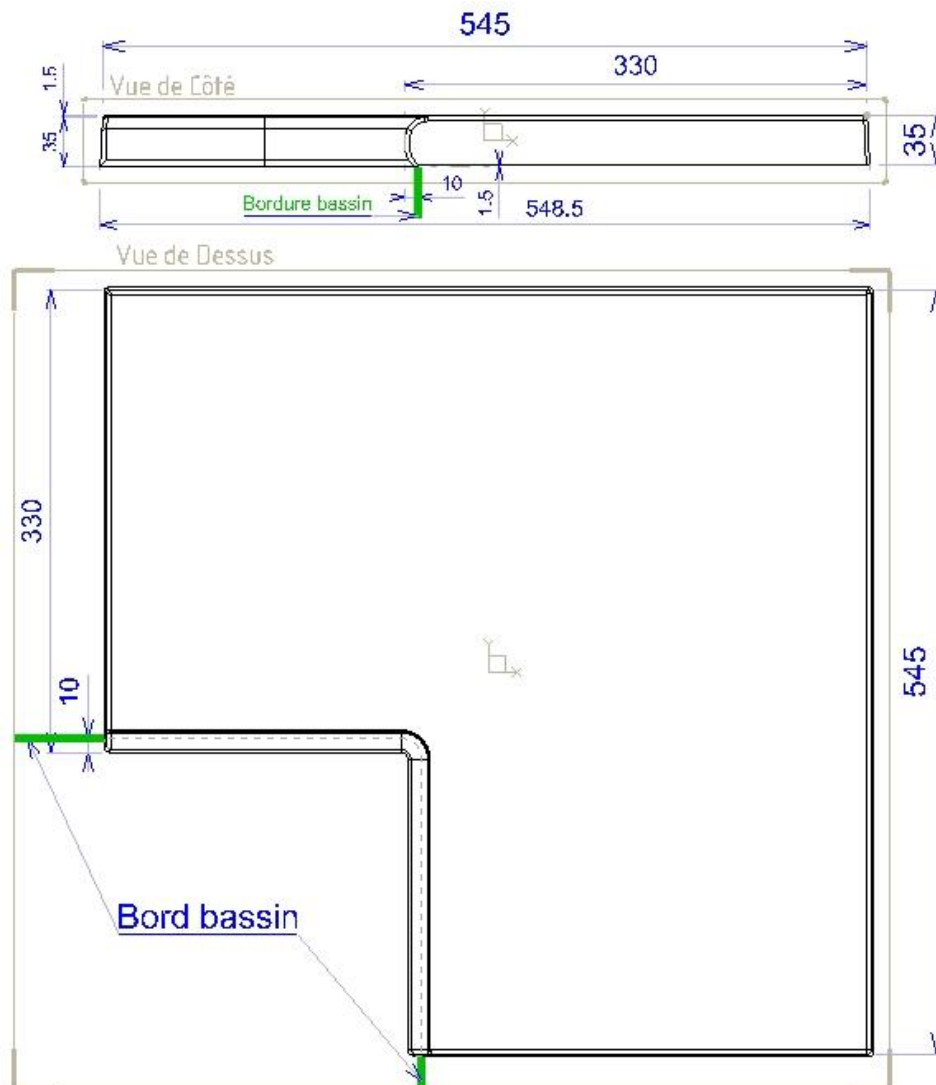 545
330
1.5
Vue de Côté
35
35
10
1.5
Bordure bassin
548.5
Vue de Dessus
330
10
545
Bord bassin
Y
X
Y
X